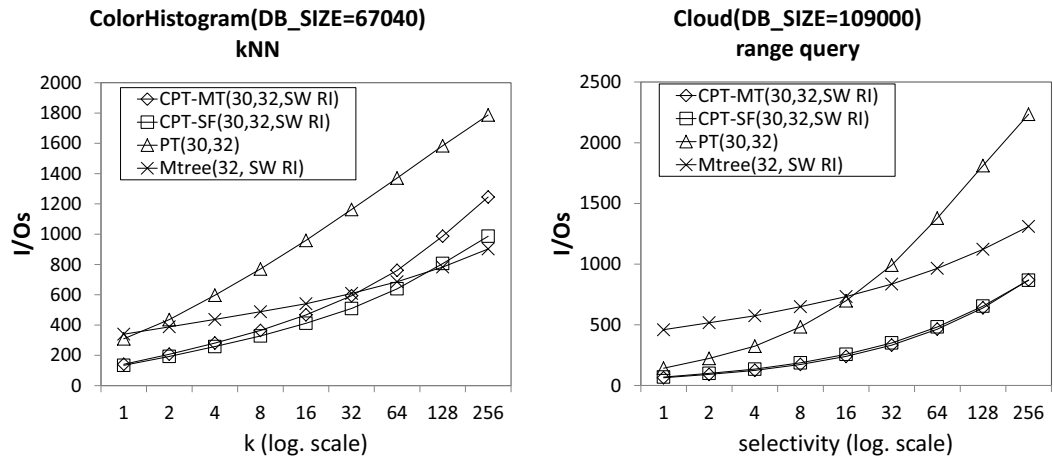 ColorHistogram(DB_SIZE=67040)
kNN
I/Os
2000
1800
1600
1400
1200
1000
800
600
400
200
0
CPT-MT(30,32,SW RI)
CPT-SF(30,32,SW RI)
PT(30,32)
Mtree(32, SW RI)
1 2 4 8 16 32 64 128 256
k (log. scale)
Cloud(DB_SIZE=109000)
range query
I/Os
2500
2000
1500
1000
500
0
CPT-MT(30,32,SW RI)
CPT-SF(30,32,SW RI)
PT(30,32)
Mtree(32, SW RI)
1 2 4 8 16 32 64 128 256
selectivity (log. scale)